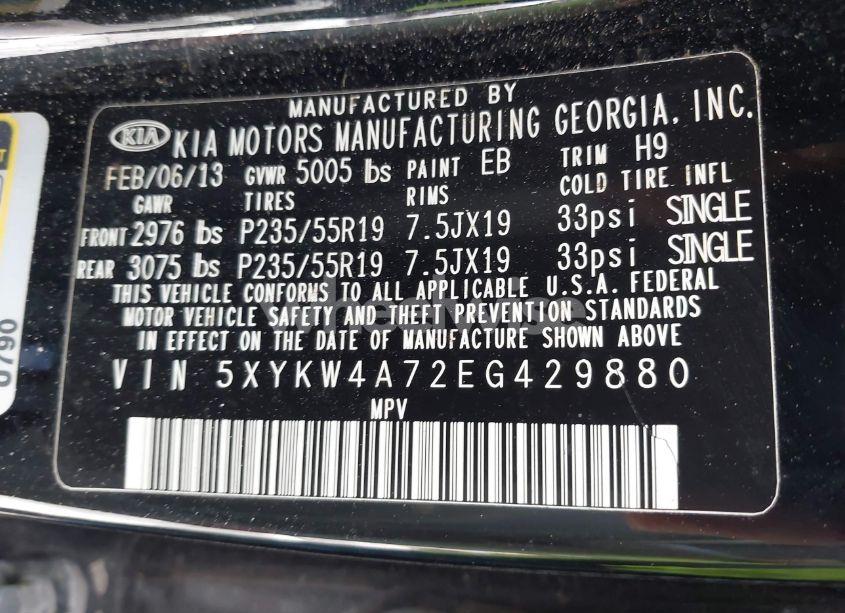 MANUFACTURED BY
KIA KIA MOTORS MANUFACTURING GEORGIA, INC.
FEB/06/13 GVWR 5005 lbs PAINT EB TRIM H9
GAWR TIRES RIMS COLD TIRE INFL
FRONT 2976 lbs P235/55R19 7.5JX19 33psi SINGLE
REAR 3075 lbs P235/55R19 7.5JX19 33psi SINGLE
THIS VEHICLE CONFORMS TO ALL APPLICABLE U.S.A. FEDERAL
MOTOR VEHICLE SAFETY AND THEFT PREVENTION STANDARDS
IN EFFECT ON THE DATE OF MANUFACTURE SHOWN ABOVE
VIN 5XYKW4A72EG429880
MPV
0790